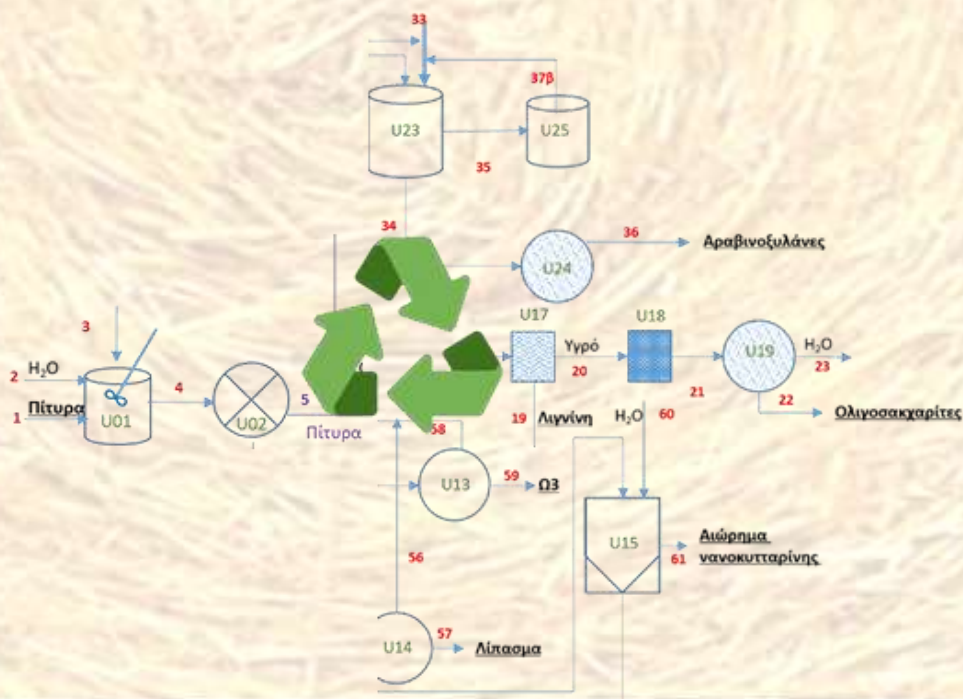 33
37β
U23
U25
35
34
36
Αραβινοξυλάνες
U24
U17
U18
3
Υγρό
U19
H₂O
2
H₂O
4
20
23
5
21
22
Πίτυρα
U01
U02
19
Λιγνίνη
H₂O
60
Ολιγοσακχαρίτες
1
Πίτυρα
58
U13
59
Ω3
U15
Αιώρημα
νανοκυτταρίνης
56
61
57
U14
Λίπασμα